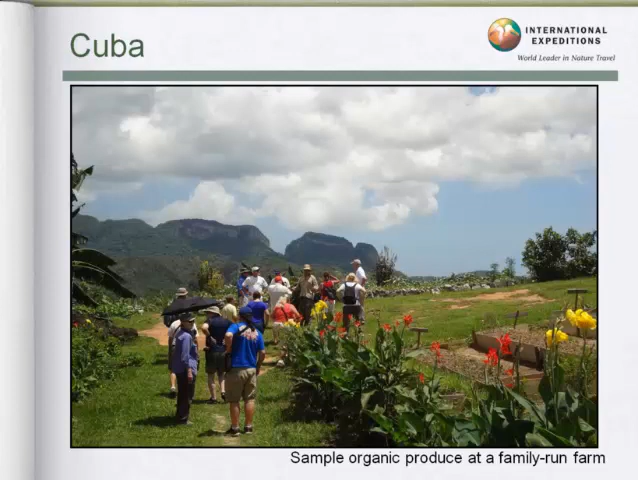 Cuba
INTERNATIONAL
EXPEDITIONS
World Leader in Nature Travel
Sample organic produce at a family-run farm